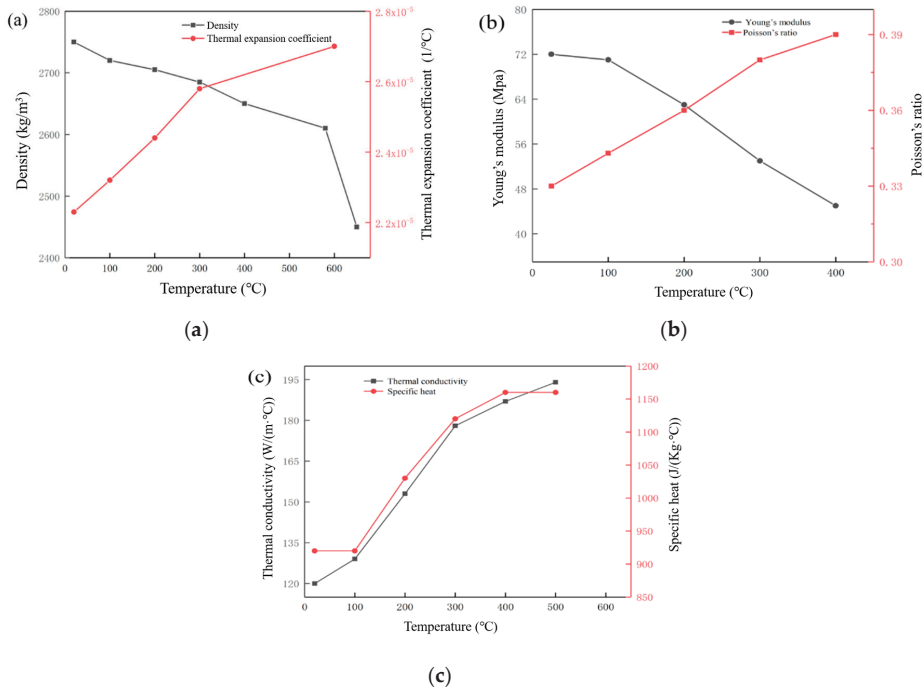 (a)
Density
Thermal expansion coefficient
2800
2700
2600
2500
2400
Density (kg/m³)
2.8x10⁻⁵
2.6x10⁻⁵
2.4x10⁻⁵
2.2x10⁻⁵
Thermal expansion coefficient (1/℃)
0 100 200 300 400 500 600
Temperature (℃)
(a)
(b)
Young's modulus
Poisson's ratio
80
72
64
56
48
40
Young's modulus (Mpa)
0.39
0.36
0.33
0.30
Poisson's ratio
0 100 200 300 400
Temperature (℃)
(b)
(c)
Thermal conductivity
Specific heat
195
180
165
150
135
120
Thermal conductivity (W/(m·℃))
1200
1150
1100
1050
1000
950
900
850
Specific heat (J/(Kg·℃))
0 100 200 300 400 500 600
Temperature (℃)
(c)